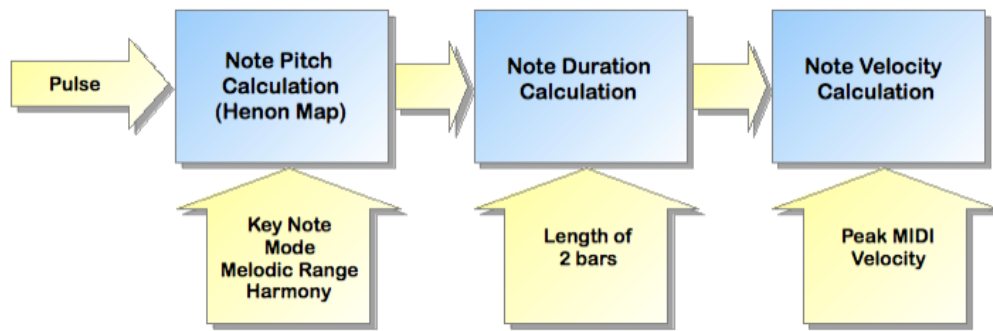 Pulse
Note Pitch
Calculation
(Henon Map)
Note Duration
Calculation
Note Velocity
Calculation
Key Note
Mode
Melodic Range
Harmony
Length of
2 bars
Peak MIDI
Velocity